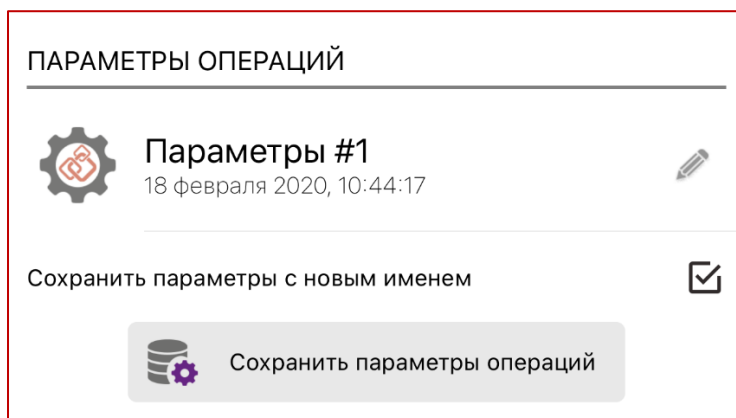 ПАРАМЕТРЫ ОПЕРАЦИЙ
Параметры #1
18 февраля 2020, 10:44:17
Сохранить параметры с новым именем
Сохранить параметры операций